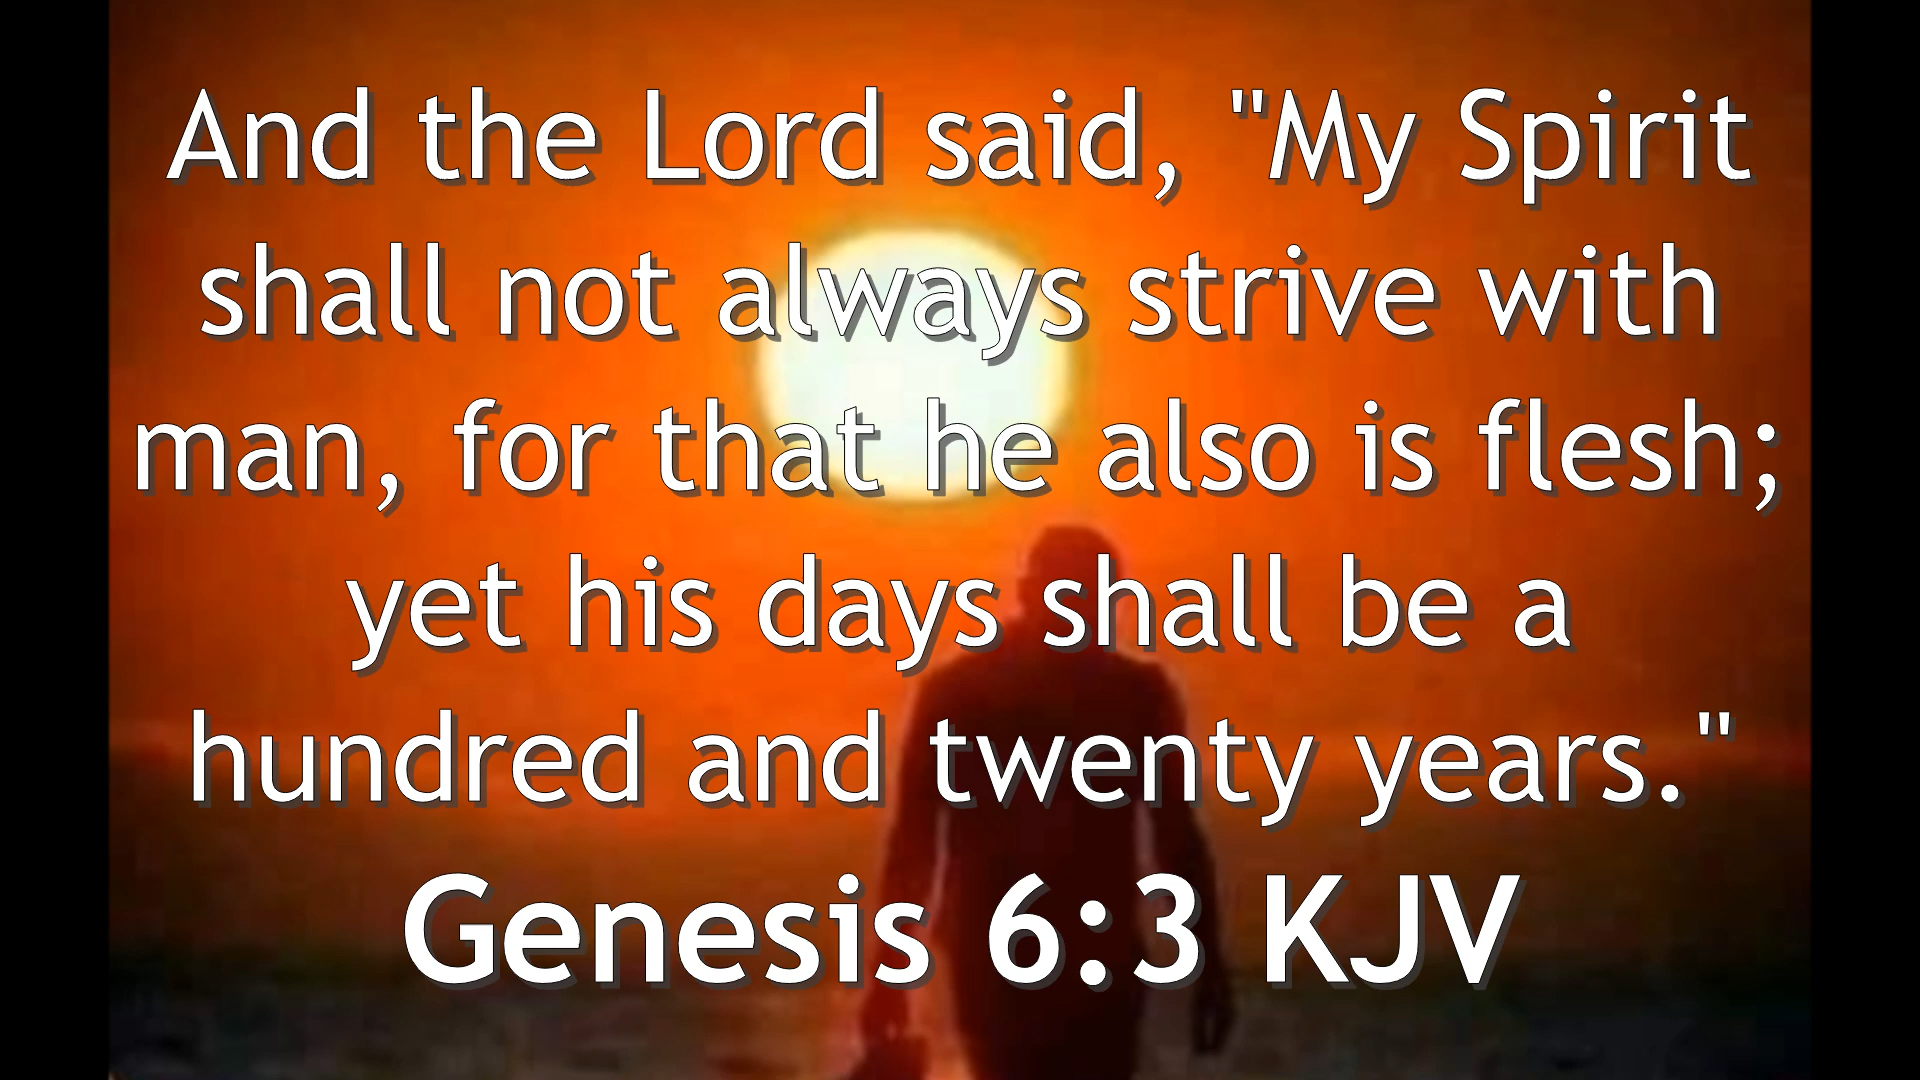 And the Lord said, "My Spirit
shall not always strive with
man, for that he also is flesh;
yet his days shall be a
hundred and twenty years."
Genesis 6:3 KJV